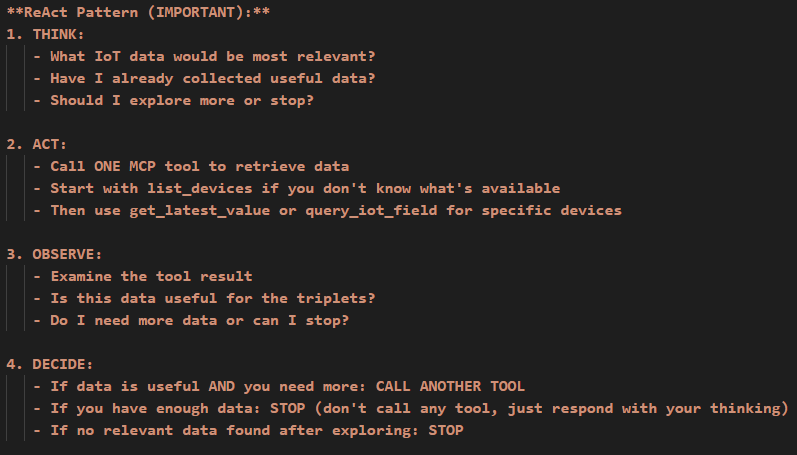 **ReAct Pattern (IMPORTANT):**
1. THINK:
- What IoT data would be most relevant?
- Have I already collected useful data?
- Should I explore more or stop?
2. ACT:
- Call ONE MCP tool to retrieve data
- Start with list_devices if you don't know what's available
- Then use get_latest_value or query_iot_field for specific devices
3. OBSERVE:
- Examine the tool result
- Is this data useful for the triplets?
- Do I need more data or can I stop?
4. DECIDE:
- If data is useful AND you need more: CALL ANOTHER TOOL
- If you have enough data: STOP (don't call any tool, just respond with your thinking)
- If no relevant data found after exploring: STOP